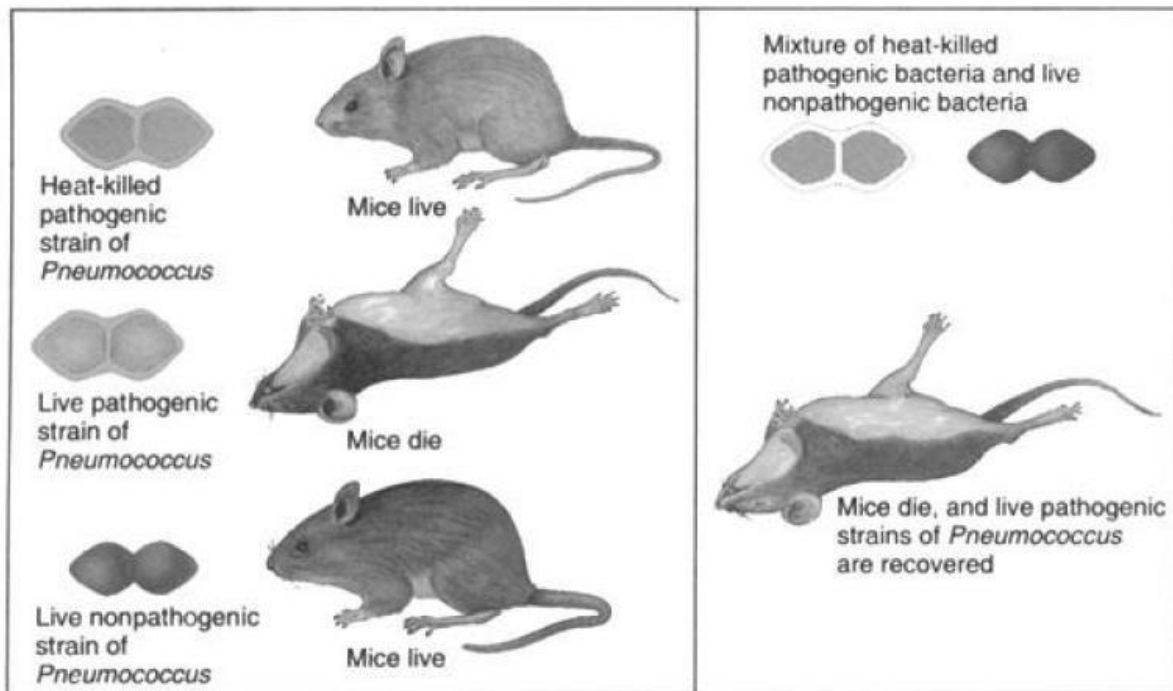 Heat-killed
pathogenic
strain of
Pneumococcus
Mice live
Live pathogenic
strain of
Pneumococcus
Mice die
Live nonpathogenic
strain of
Pneumococcus
Mice live
Mixture of heat-killed
pathogenic bacteria and live
nonpathogenic bacteria
Mice die, and live pathogenic
strains of Pneumococcus
are recovered